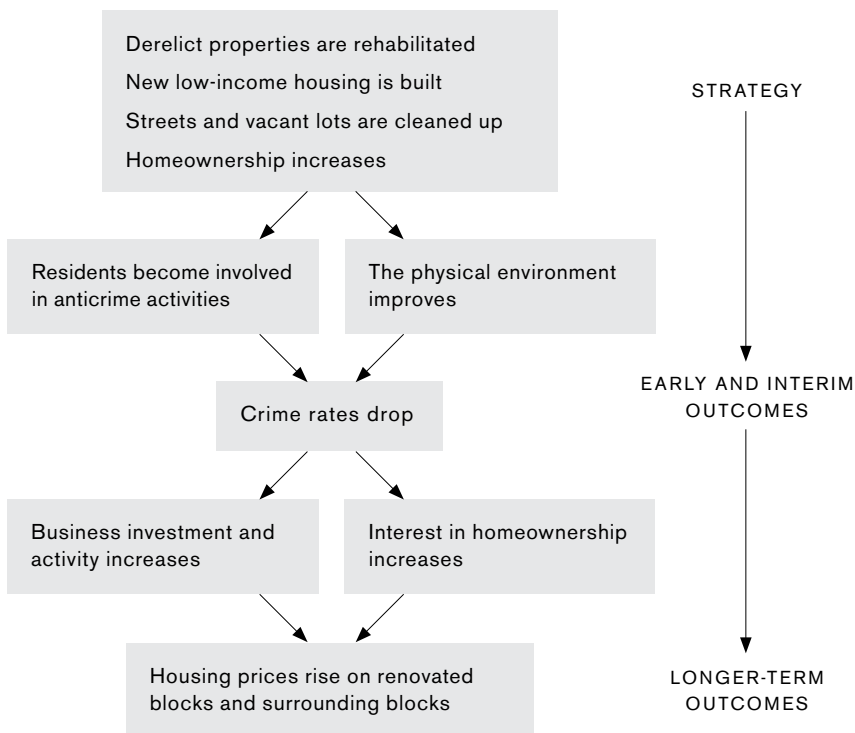 Derelict properties are rehabilitated
New low-income housing is built
Streets and vacant lots are cleaned up
Homeownership increases
STRATEGY
Residents become involved
in anticrime activities
The physical environment
improves
EARLY AND INTERIM
OUTCOMES
Crime rates drop
Business investment and
activity increases
Interest in homeownership
increases
Housing prices rise on renovated
blocks and surrounding blocks
LONGER-TERM
OUTCOMES